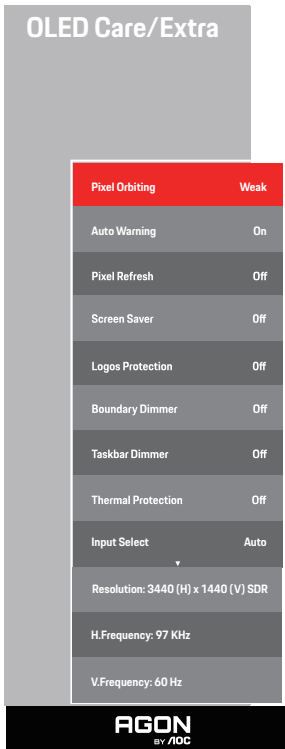 OLED Care/Extra
Pixel Orbiting Weak
Auto Warning On
Pixel Refresh Off
Screen Saver Off
Logos Protection Off
Boundary Dimmer Off
Taskbar Dimmer Off
Thermal Protection Off
Input Select Auto
Resolution: 3440 (H) x 1440 (V) SDR
H.Frequency: 97 KHz
V.Frequency: 60 Hz
AGON
BY AOC